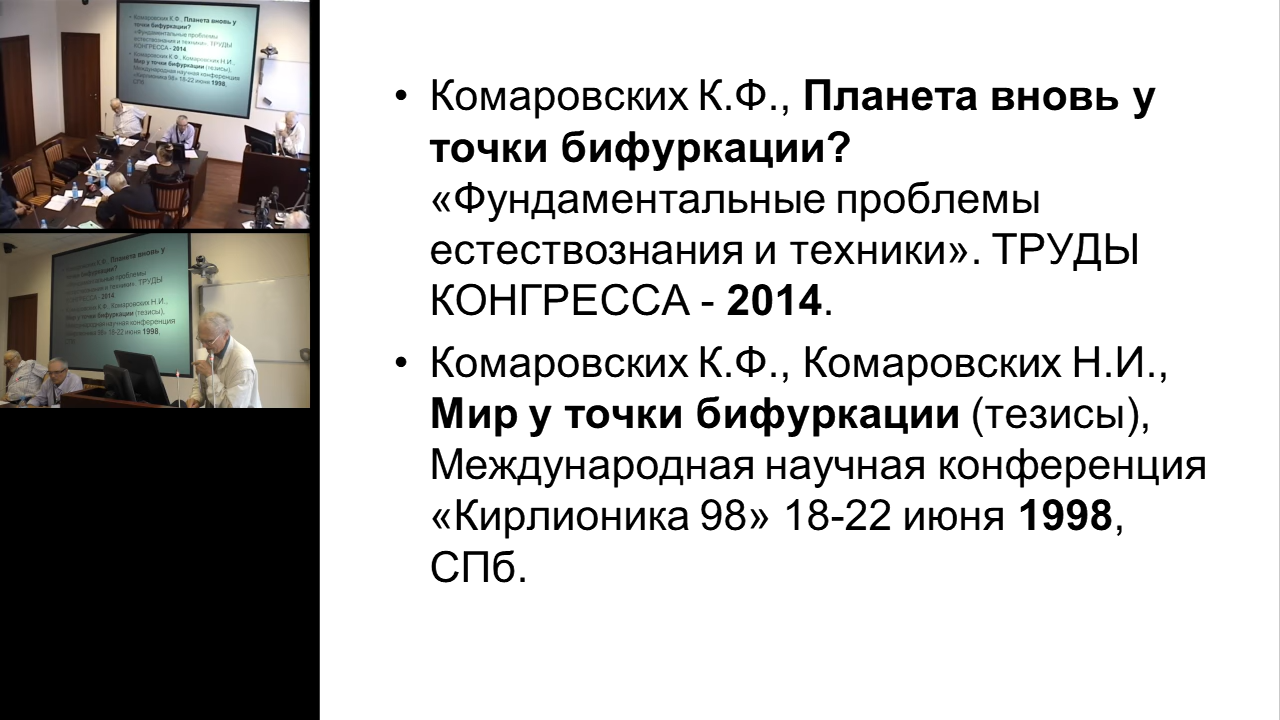 • Комаровских К.Ф., Планета вновь у
точки бифуркации?
«Фундаментальные проблемы
естествознания и техники». ТРУДЫ
КОНГРЕССА - 2014.
• Комаровских К.Ф., Комаровских Н.И.,
Мир у точки бифуркации (тезисы),
Международная научная конференция
«Кирлионика 98» 18-22 июня 1998,
СПб.